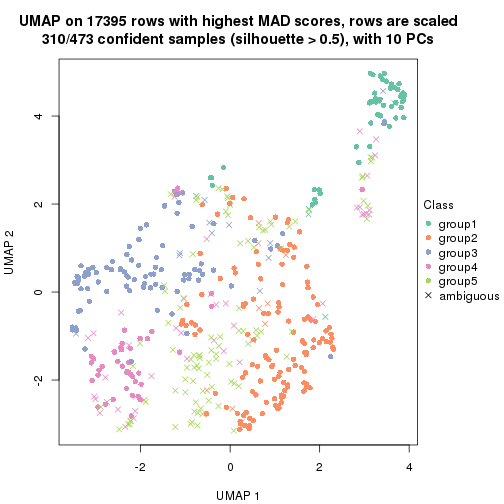 UMAP on 17395 rows with highest MAD scores, rows are scaled
310/473 confident samples (silhouette > 0.5), with 10 PCs
4
2
0
-2
UMAP 2
-2
0
2
4
UMAP 1
Class
group1
group2
group3
group4
group5
ambiguous